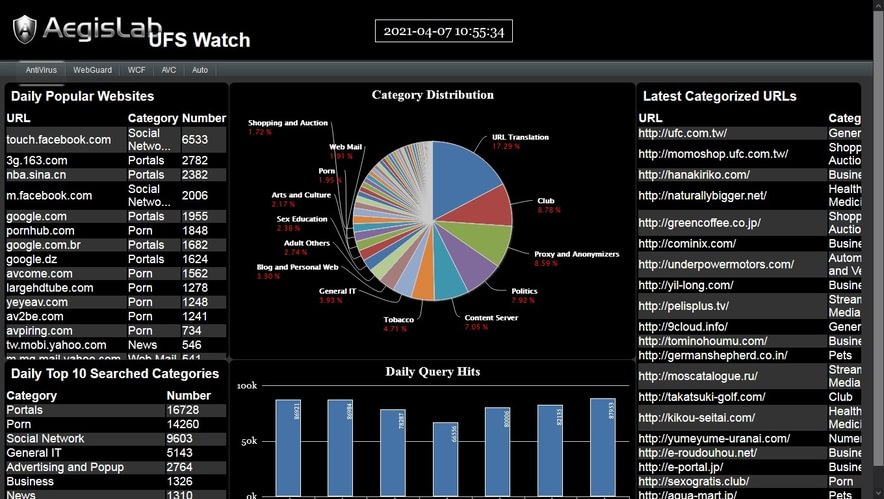 AegisLab
UFS Watch
2021-04-07 10:55:34
AntiVirus WebGuard WCF AVC Auto
Daily Popular Websites
URL Category Number
touch.facebook.com Social Netwo... 6533
3g.163.com Portals 2782
nba.sina.cn Portals 2382
m.facebook.com Social Netwo... 2006
google.com Portals 1955
pornhub.com Porn 1848
google.com.br Portals 1682
google.dz Portals 1624
avcome.com Porn 1562
largehdtube.com Porn 1278
yeyeav.com Porn 1248
av2be.com Porn 1241
avpiring.com Porn 734
tw.mobi.yahoo.com News 546
m.mg.mail.yahoo.com Web Mail 541
Daily Top 10 Searched Categories
Category Number
Portals 16728
Porn 14260
Social Network 9603
General IT 5143
Advertising and Popup 2764
Business 1326
News 1310
Category Distribution
Shopping and Auction
1.72 %
Web Mail
1.91 %
Porn
1.95 %
Arts and Culture
2.17 %
Sex Education
2.38 %
Adult Others
2.74 %
Blog and Personal Web
3.30 %
General IT
3.93 %
Tobacco
4.71 %
Content Server
7.05 %
Politics
7.92 %
Proxy and Anonymizers
8.59 %
Club
8.78 %
URL Translation
17.29 %
Daily Query Hits
100k
50k
0k
86921
86984
78287
66556
80006
82155
87953
Latest Categorized URLs
URL Categ
http://ufc.com.tw/ Gener
http://momoshop.ufc.com.tw/ Shopp Auctio
http://hanakiriko.com/ Busine
http://naturallybigger.net/ Health Medici
http://greencoffee.co.jp/ Shopp Auctio
http://cominix.com/ Busine
http://underpowermotors.com/ Autom and Ve
http://yil-long.com/ Busine
http://pelisplus.tv/ Stream Media
http://9cloud.info/ Gener
http://tominohoumu.com/ Busine
http://germanshepherd.co.in/ Pets
http://moscatalogue.ru/ Stream Media
http://takatsuki-golf.com/ Club
http://kikou-seitai.com/ Health Medici
http://yumeyume-uranai.com/ Nume
http://e-roudouhou.net/ Busine
http://e-portal.jp/ Busine
http://sexogratis.club/ Porn
http://aqua-mart.jp/ Pets